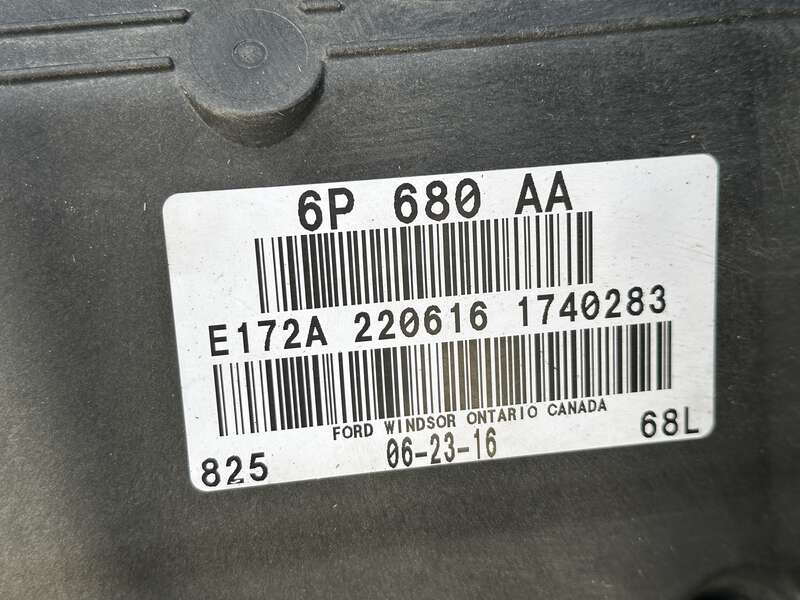 6P 680 AA
E172A 220616 1740283
FORD WINDSOR ONTARIO CANADA
825 06-23-16 68L